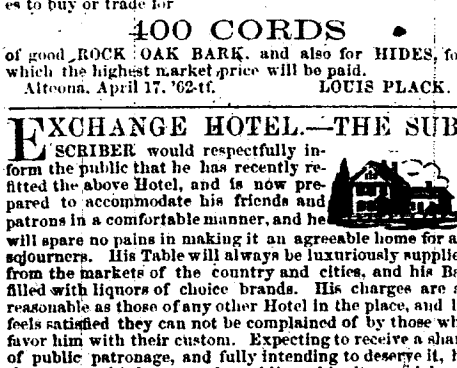 es to buy or trade for
400 CORDS
of good ROCK OAK BARK. and also for HIDES, fo
which the highest market price will be paid.
Altoona. April 17, '62-tf. LOUIS PLACK.
EXCHANGE HOTEL.—THE SUB
SCRIBER would respectfully in-
form the public that he has recently re-
fitted the above Hotel, and is now pre-
pared to accommodate his friends and
patrons in a comfortable manner, and he
will spare no pains in making it an agreeable home for a
sojourners. His Table will always be luxuriously supplie
from the markets of the country and cities, and his Ba
filled with liquors of choice brands. His charges are a
reasonable as those of any other Hotel in the place, and
feels satisfied they can not be complained of by those wh
favor him with their custom. Expecting to receive a shar
of public patronage, and fully intending to deserve it, h